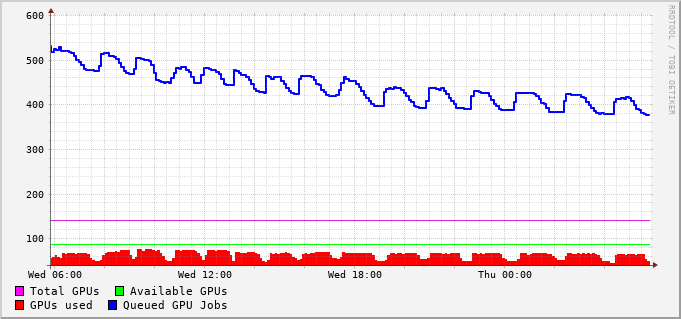 600
500
400
300
200
100
Wed 06:00 Wed 12:00 Wed 18:00 Thu 00:00
Total GPUs Available GPUs
GPUs used Queued GPU Jobs
RRDTOOL / TOBI OETIKER